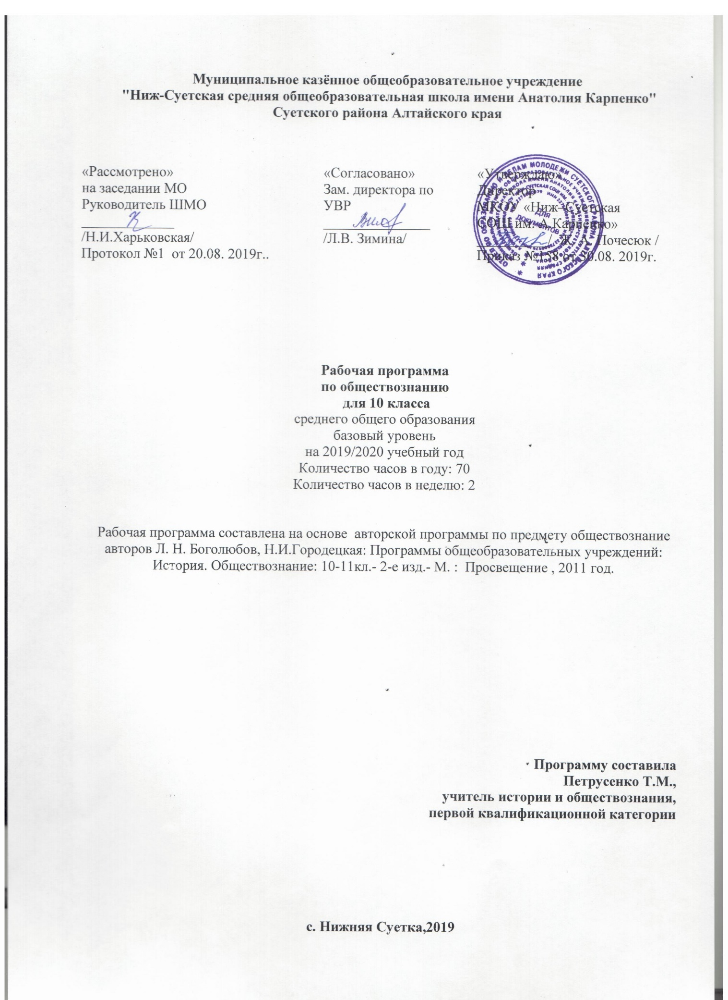 Муниципальное казённое общеобразовательное учреждение
"Ниж-Суетская средняя общеобразовательная школа имени Анатолия Карпенко"
Суетского района Алтайского края
«Рассмотрено»
на заседании МО
Руководитель ШМО
/Н.И.Харьковская/
Протокол №1 от 20.08. 2019г..
«Согласовано»
Зам. директора по
УВР
/Л.В. Зимина/
«Утверждаю»
Директор
МКОУ «Ниж–Суетская
СОШ им. А.Карпенко»
/ Ж. А. Почесюк /
Приказ №158 от 30.08. 2019г.
ДЛЯ
ДОКУМЕНТОВ
Рабочая программа
по обществознанию
для 10 класса
среднего общего образования
базовый уровень
на 2019/2020 учебный год
Количество часов в году: 70
Количество часов в неделю: 2
Рабочая программа составлена на основе авторской программы по предмету обществознание
авторов Л. Н. Боголюбов, Н.И.Городецкая: Программы общеобразовательных учреждений:
История. Обществознание: 10-11кл.- 2-е изд.- М. : Просвещение , 2011 год.
Программу составила
Петрусенко Т.М.,
учитель истории и обществознания,
первой квалификационной категории
с. Нижняя Суетка,2019